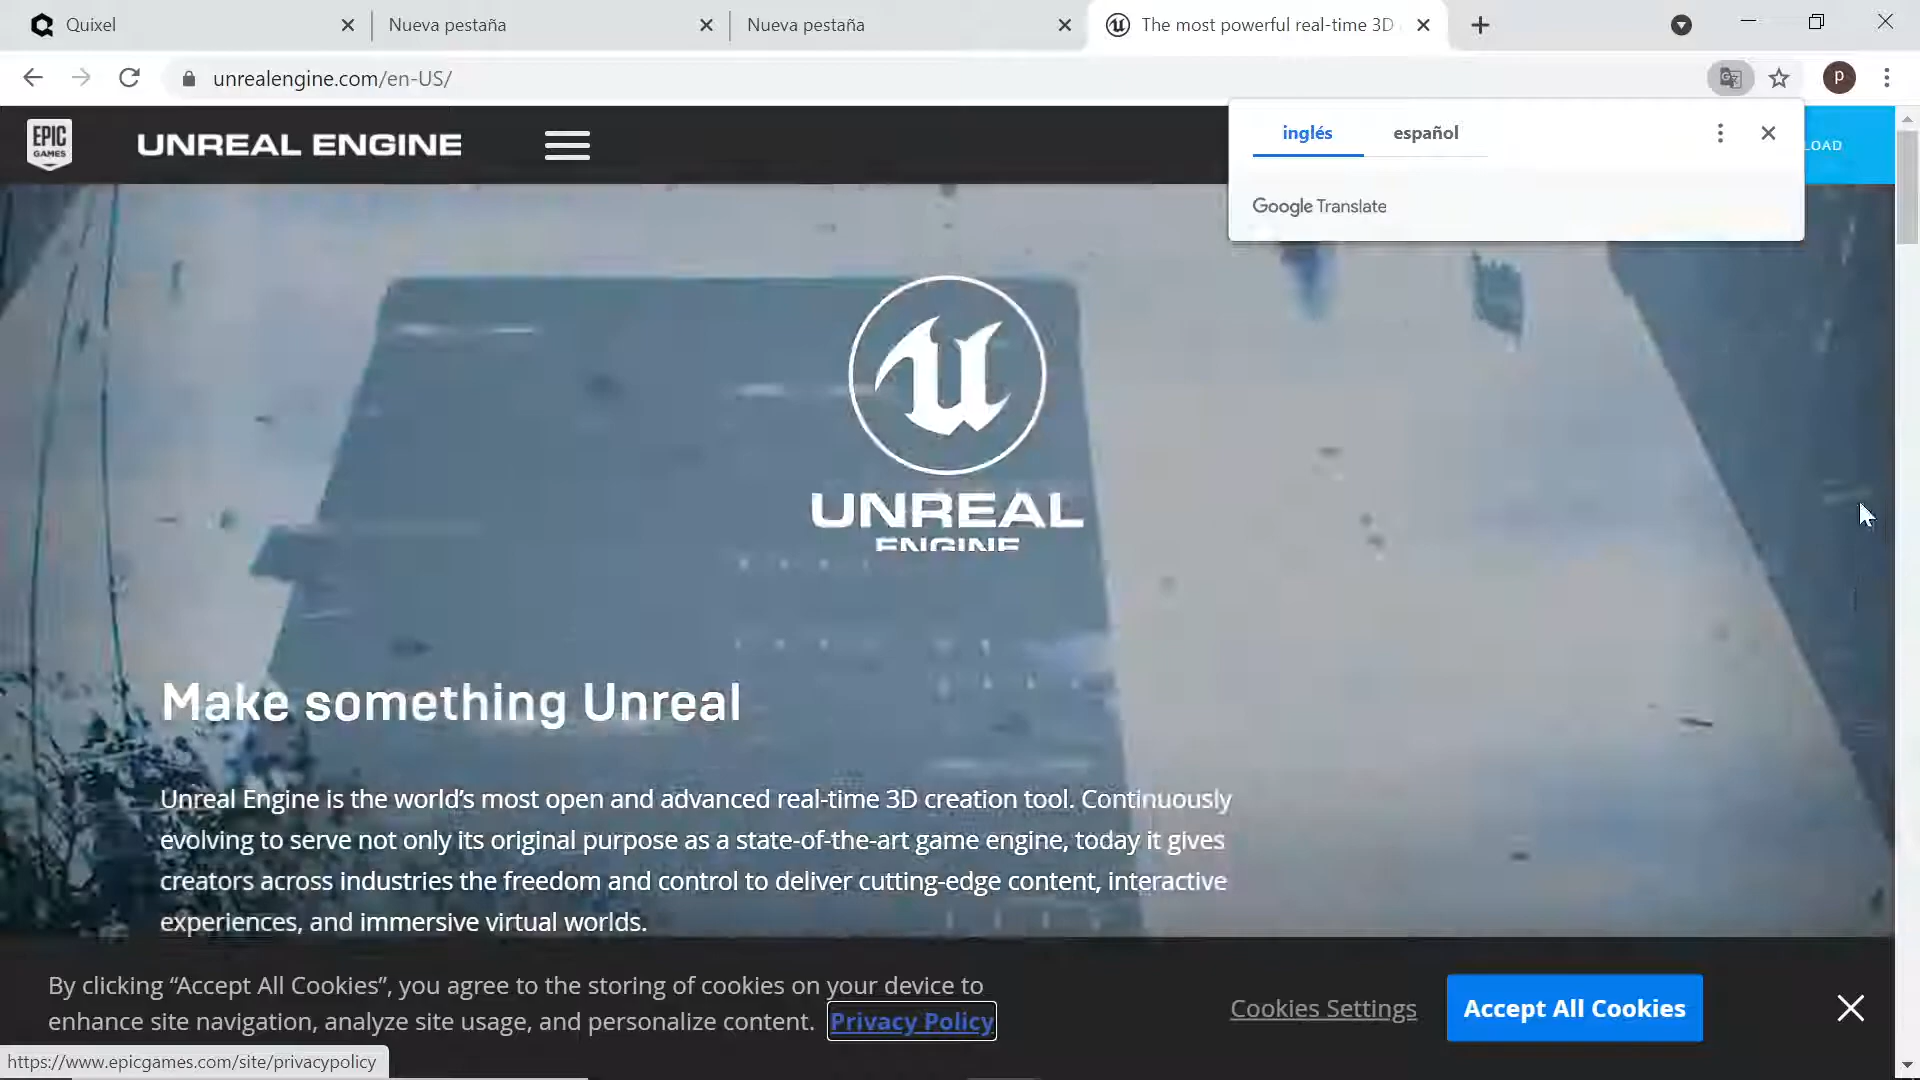 Quixel
Nueva pestaña
Nueva pestaña
The most powerful real-time 3D
unrealengine.com/en-US/
p
EPIC
GAMES
UNREAL ENGINE
inglés
español
Google Translate
LOAD
UNREAL
ENGINE
Make something Unreal
Unreal Engine is the world’s most open and advanced real-time 3D creation tool. Continuously
evolving to serve not only its original purpose as a state-of-the-art game engine, today it gives
creators across industries the freedom and control to deliver cutting-edge content, interactive
experiences, and immersive virtual worlds.
By clicking “Accept All Cookies”, you agree to the storing of cookies on your device to
enhance site navigation, analyze site usage, and personalize content. Privacy Policy
Cookies Settings
Accept All Cookies
https://www.epicgames.com/site/privacypolicy